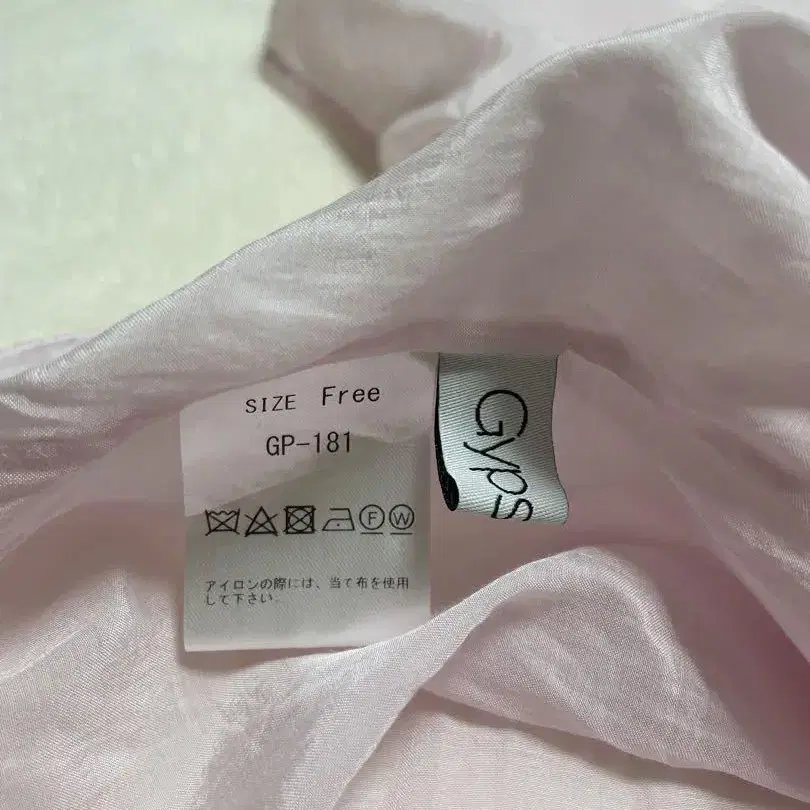 SIZE Free
GP-181
F W
アイロンの際には、当て布を使用
して下さい
Gyps